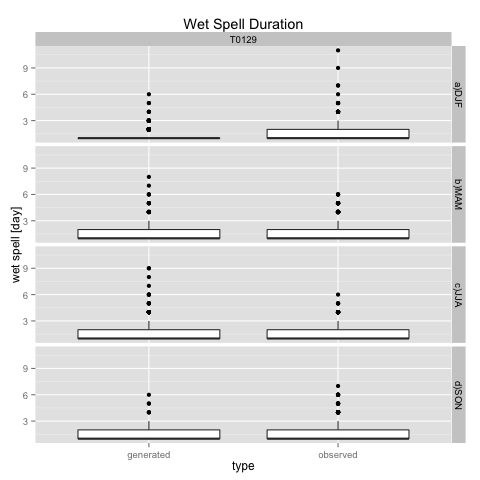 Wet Spell Duration
T0129
9
6
3
a)DJF
9
6
3
b)MAM
9
6
3
c)JJA
9
6
3
d)SON
wet spell [day]
generated observed
type